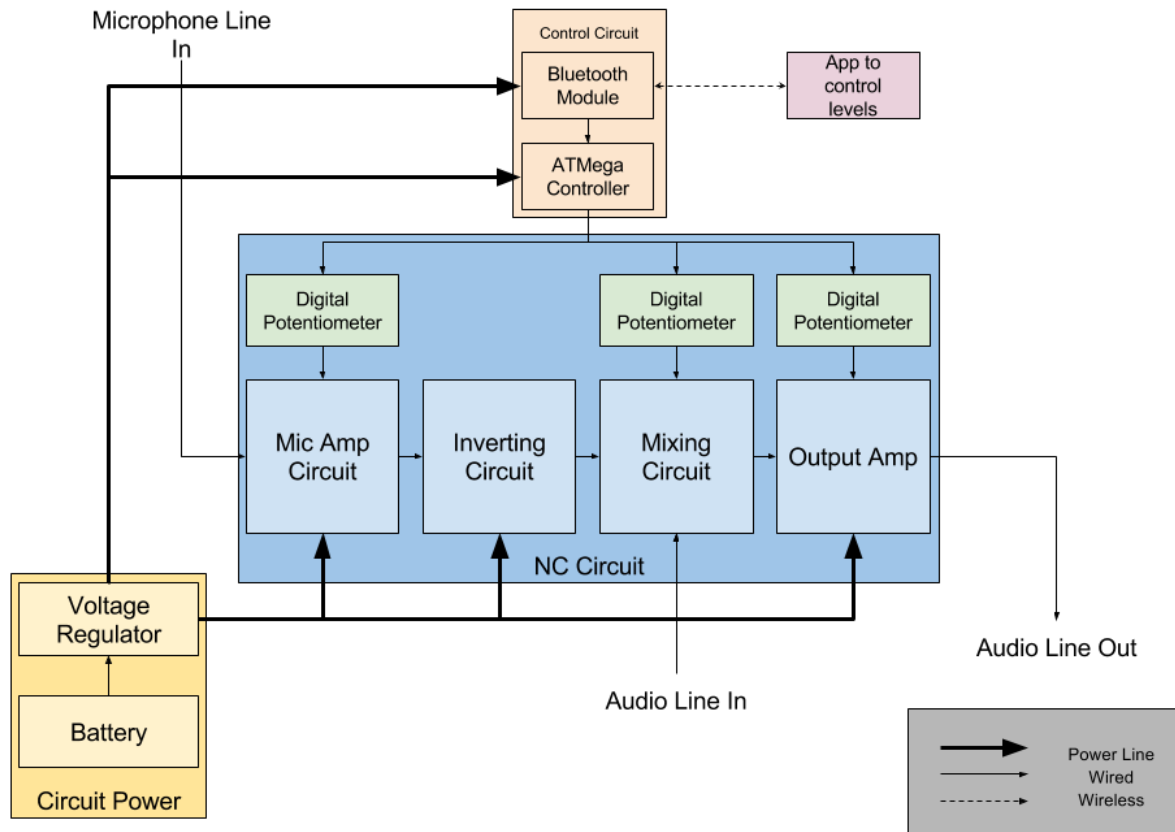 Microphone Line
In
Control Circuit
Bluetooth
Module
App to
control
levels
ATMega
Controller
Digital
Potentiometer
Digital
Potentiometer
Digital
Potentiometer
Mic Amp
Circuit
Inverting
Circuit
Mixing
Circuit
Output Amp
NC Circuit
Voltage
Regulator
Battery
Circuit Power
Audio Line In
Audio Line Out
Power Line
Wired
Wireless